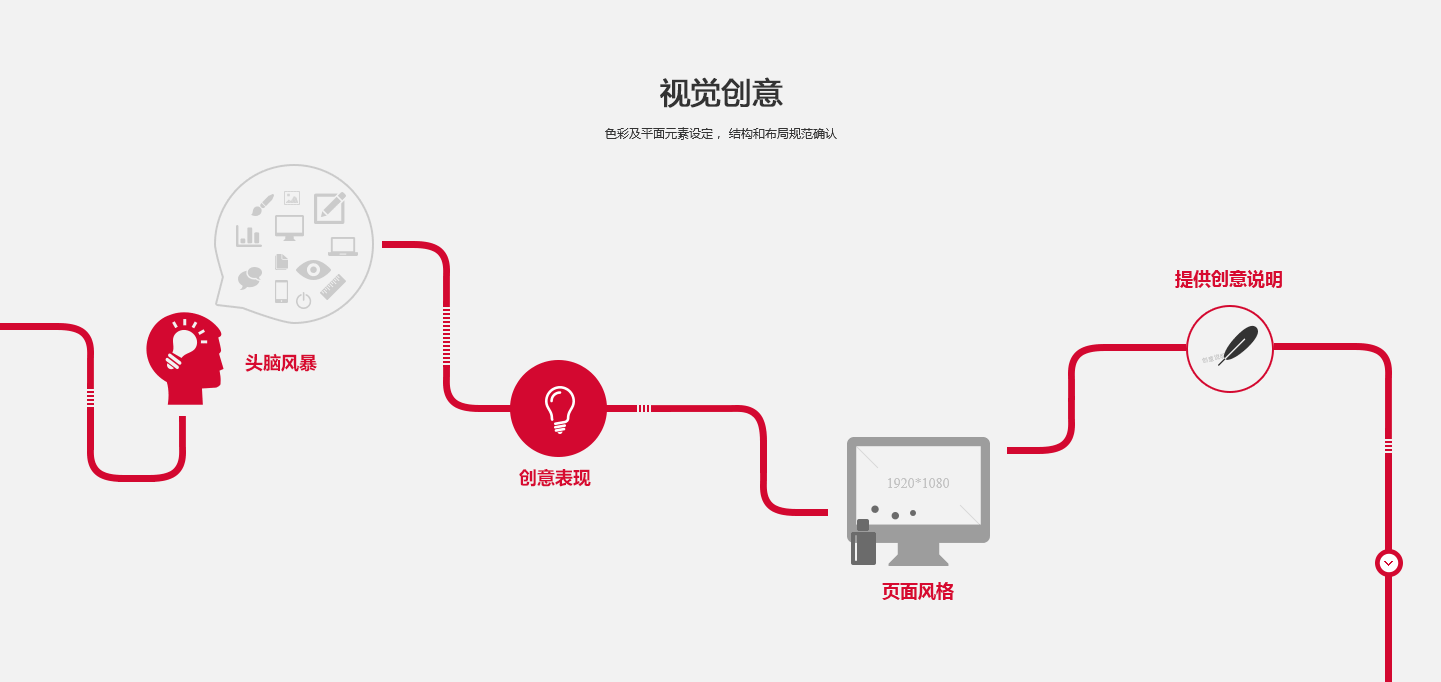 视觉创意
色彩及平面元素设定， 结构和布局规范确认
提供创意说明
头脑风暴
创意表现
1920*1080
页面风格